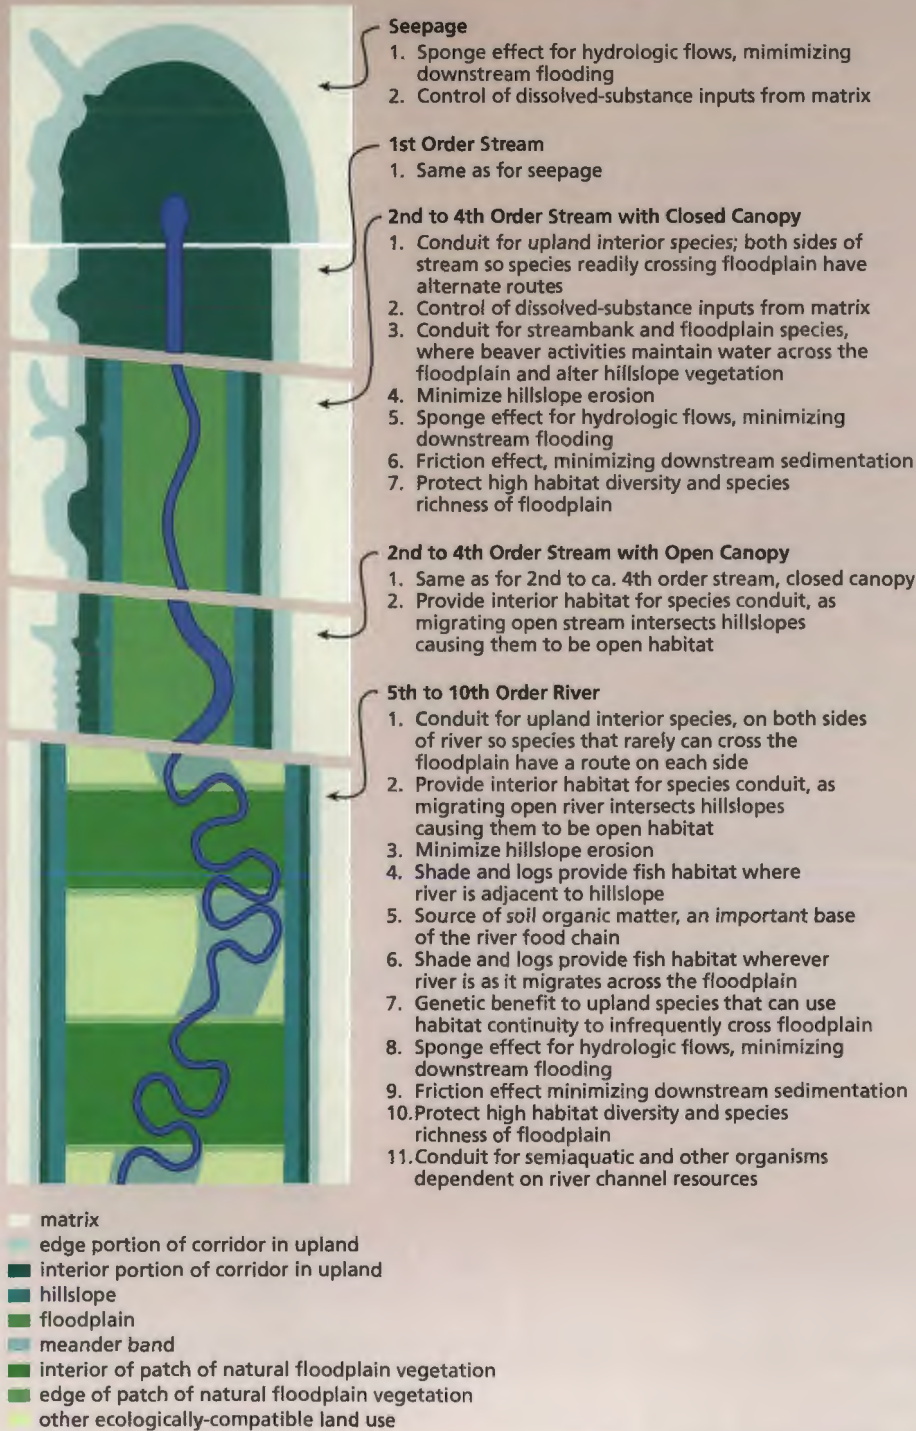 Seepage
1. Sponge effect for hydrologic flows, mimimizing
downstream flooding
2. Control of dissolved-substance inputs from matrix
1st Order Stream
1. Same as for seepage
2nd to 4th Order Stream with Closed Canopy
1. Conduit for upland interior species; both sides of
stream so species readily crossing floodplain have
alternate routes
2. Control of dissolved-substance inputs from matrix
3. Conduit for streambank and floodplain species,
where beaver activities maintain water across the
floodplain and alter hillslope vegetation
4. Minimize hillslope erosion
5. Sponge effect for hydrologic flows, minimizing
downstream flooding
6. Friction effect, minimizing downstream sedimentation
7. Protect high habitat diversity and species
richness of floodplain
2nd to 4th Order Stream with Open Canopy
1. Same as for 2nd to ca. 4th order stream, closed canopy
2. Provide interior habitat for species conduit, as
migrating open stream intersects hillslopes
causing them to be open habitat
5th to 10th Order River
1. Conduit for upland interior species, on both sides
of river so species that rarely can cross the
floodplain have a route on each side
2. Provide interior habitat for species conduit, as
migrating open river intersects hillslopes
causing them to be open habitat
3. Minimize hillslope erosion
4. Shade and logs provide fish habitat where
river is adjacent to hillslope
5. Source of soil organic matter, an important base
of the river food chain
6. Shade and logs provide fish habitat wherever
river is as it migrates across the floodplain
7. Genetic benefit to upland species that can use
habitat continuity to infrequently cross floodplain
8. Sponge effect for hydrologic flows, minimizing
downstream flooding
9. Friction effect minimizing downstream sedimentation
10.Protect high habitat diversity and species
richness of floodplain
11.Conduit for semiaquatic and other organisms
dependent on river channel resources
matrix
edge portion of corridor in upland
interior portion of corridor in upland
hillslope
floodplain
meander band
interior of patch of natural floodplain vegetation
edge of patch of natural floodplain vegetation
other ecologically-compatible land use